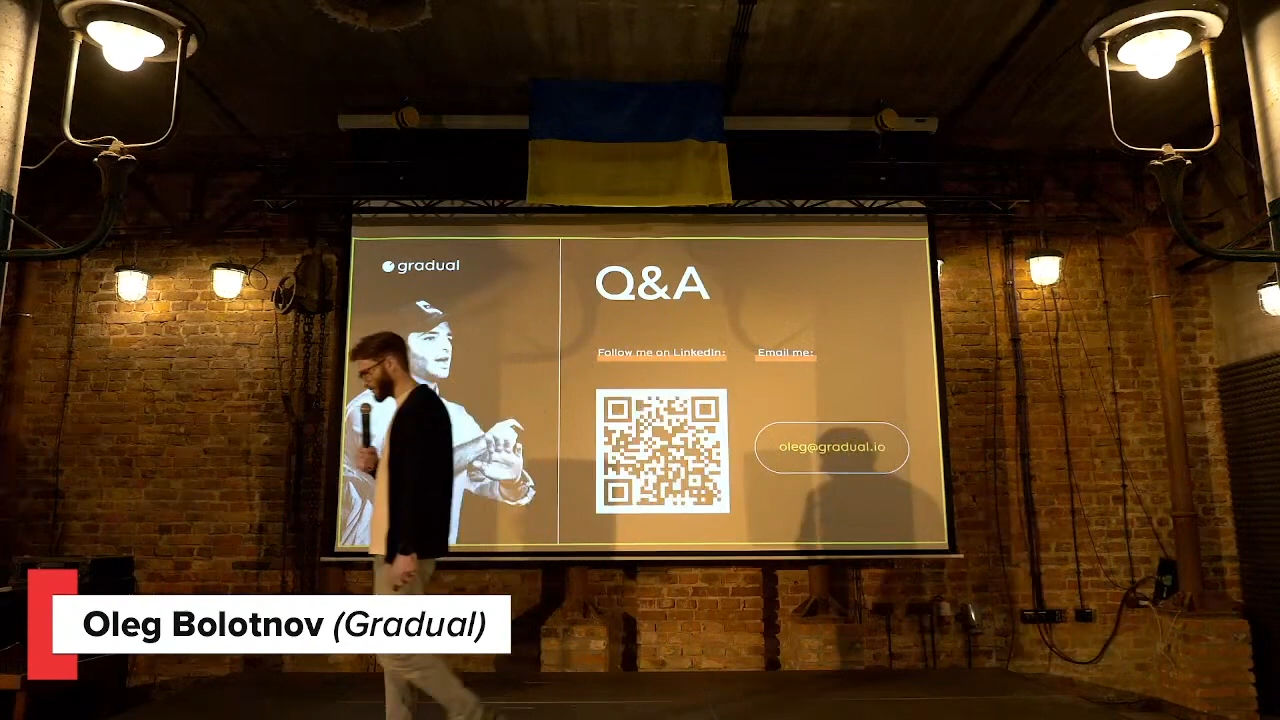 gradual
Q&A
Follow me on LinkedIn:
Email me:
oleg@gradual.io
Oleg Bolotnov (Gradual)